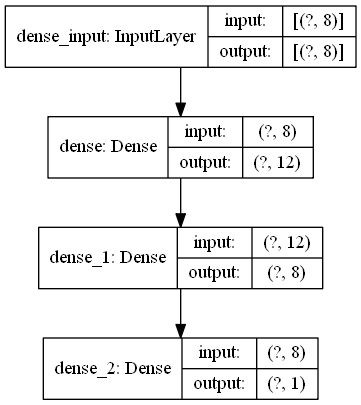 dense_input: InputLayer
input: [(?, 8)]
output: [(?, 8)]
dense: Dense
input: (?, 8)
output: (?, 12)
dense_1: Dense
input: (?, 12)
output: (?, 8)
dense_2: Dense
input: (?, 8)
output: (?, 1)